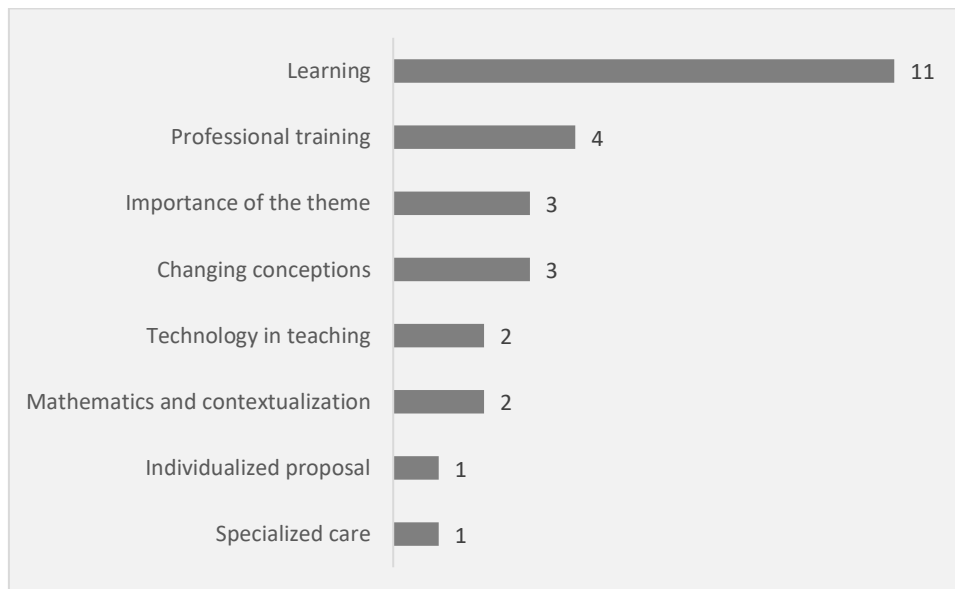 Learning 11
Professional training 4
Importance of the theme 3
Changing conceptions 3
Technology in teaching 2
Mathematics and contextualization 2
Individualized proposal 1
Specialized care 1